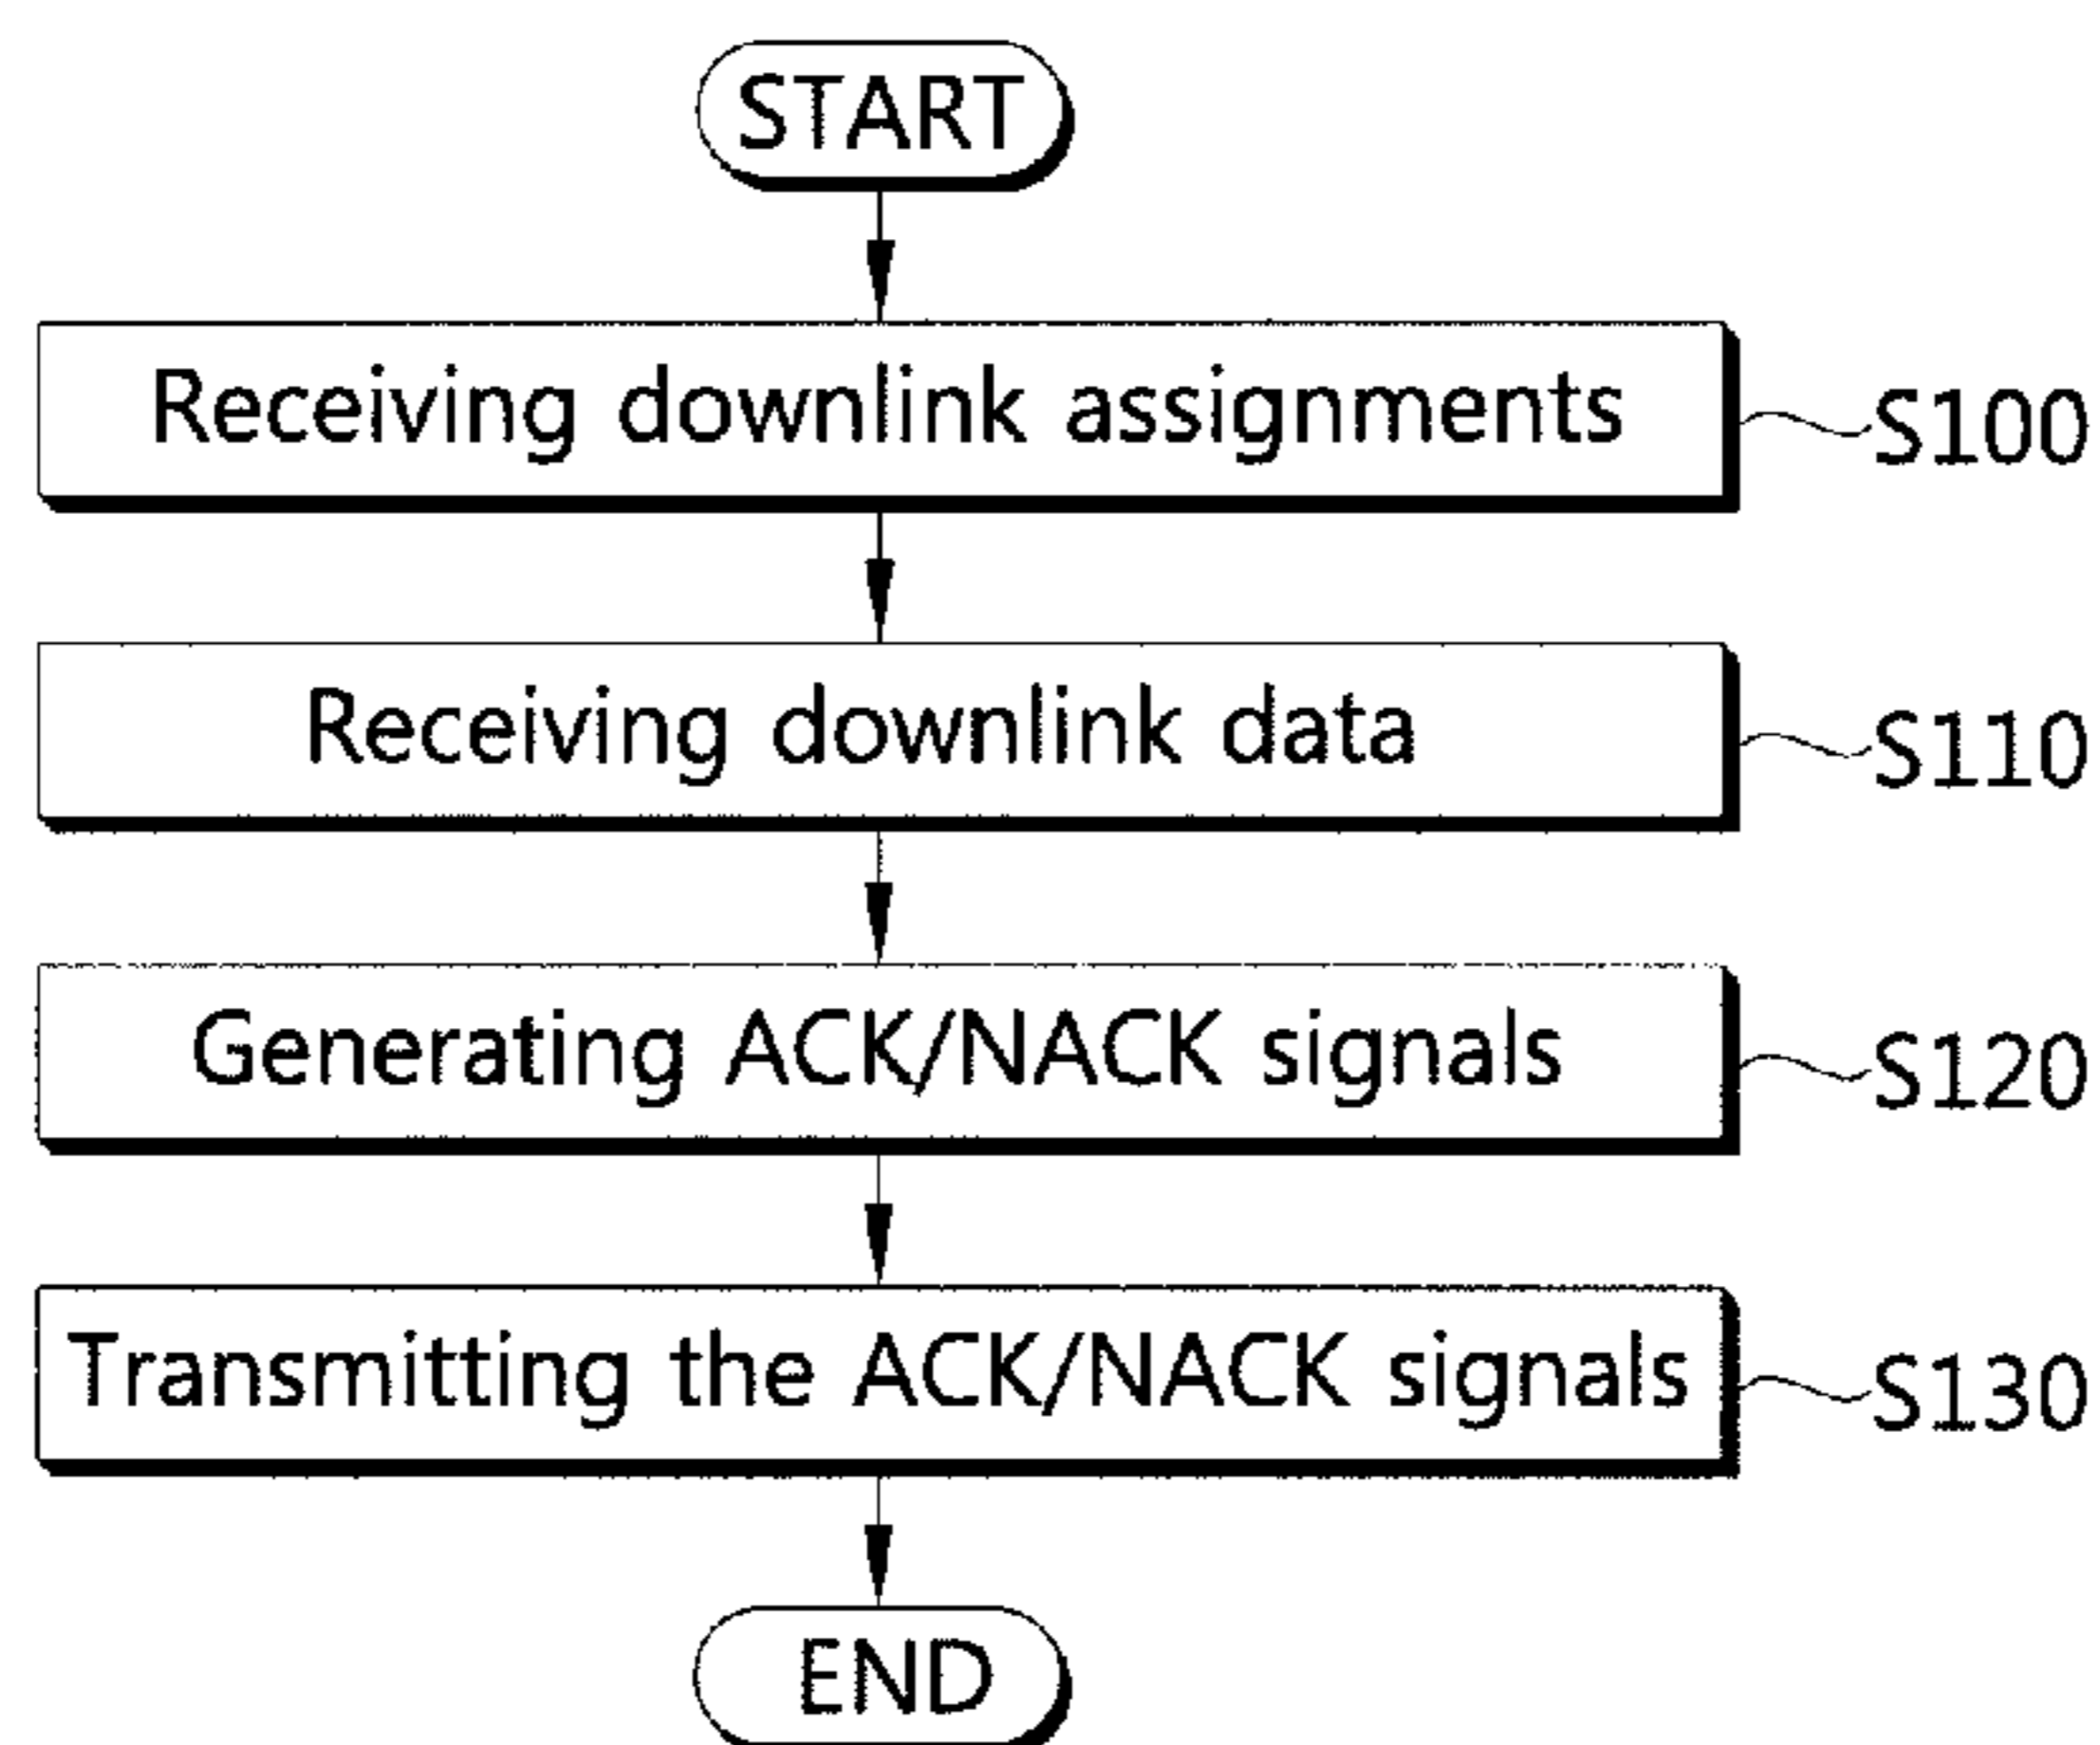 START
Receiving downlink assignments
S100
Receiving downlink data
S110
Generating ACK/NACK signals
S120
Transmitting the ACK/NACK signals
S130
END